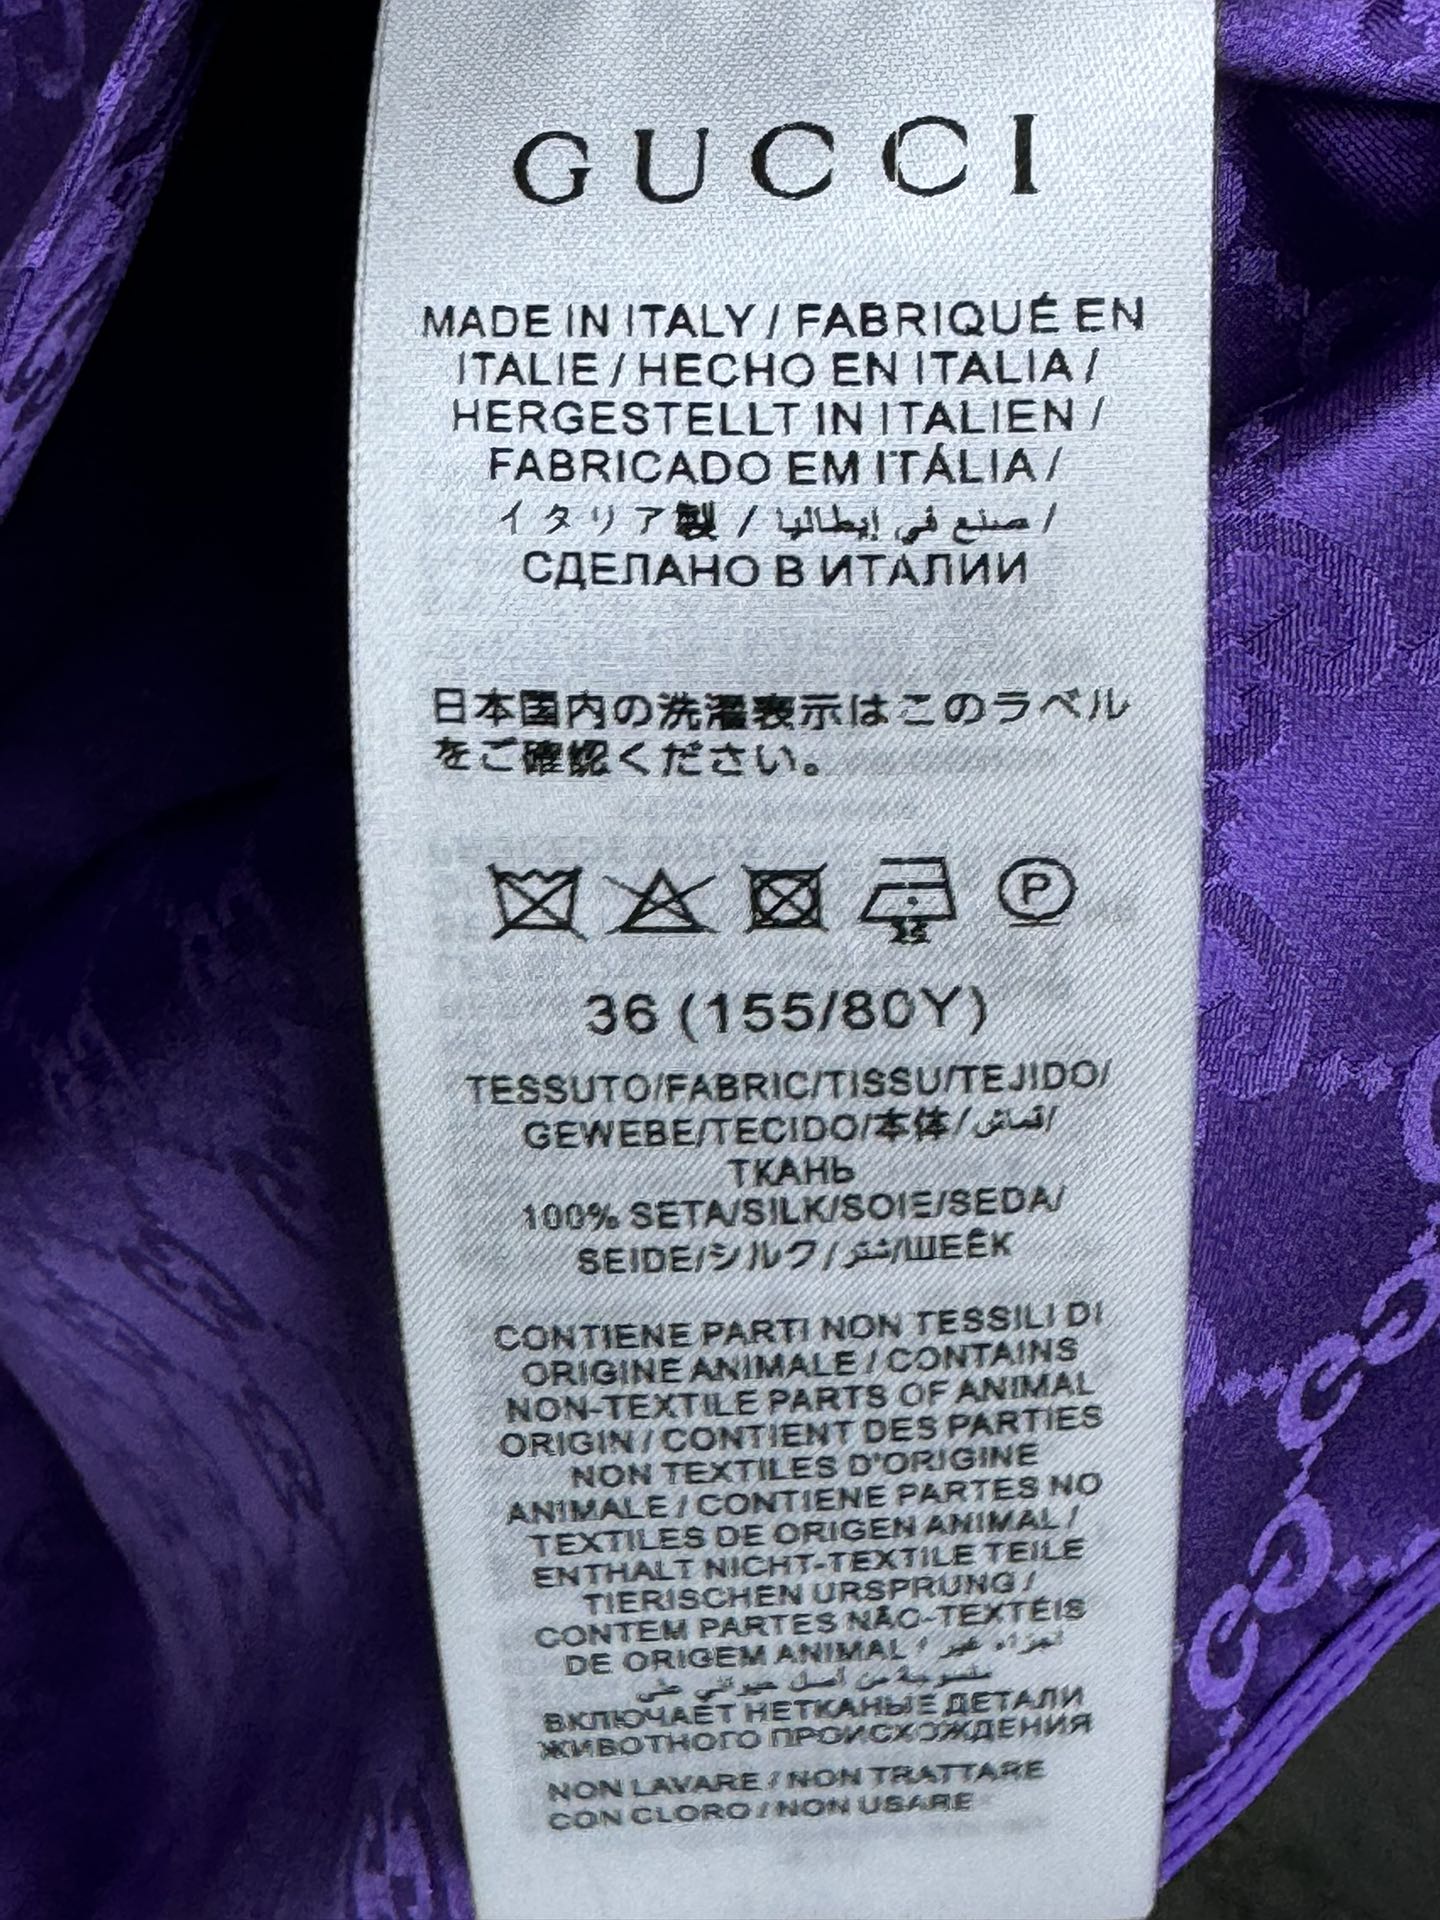 GUCCI
MADE IN ITALY / FABRIQUÉ EN
ITALIE / HECHO EN ITALIA /
HERGESTELLT IN ITALIEN /
FABRICADO EM ITÁLIA /
イタリア製 / صنع في إيطاليا /
СДЕЛАНО В ИТАЛИИ
日本国内の洗濯表示はこのラベル
をご確認ください。
P
36 (155/80Y)
TESSUTO/FABRIC/TISSU/TEJIDO/
GEWEBE/TECIDO/本体/قماش/
ТКАНЬ
100% SETA/SILK/SOIE/SEDA/
SEIDE/シルク/ШЕЁК
CONTIENE PARTI NON TESSILI DI
ORIGINE ANIMALE / CONTAINS
NON-TEXTILE PARTS OF ANIMAL
ORIGIN / CONTIENT DES PARTIES
NON TEXTILES D'ORIGINE
ANIMALE / CONTIENE PARTES NO
TEXTILES DE ORIGEN ANIMAL /
ENTHALT NICHT-TEXTILE TEILE
TIERISCHEN URSPRUNG /
CONTEM PARTES NÃO-TEXTEIS
DE ORIGEM ANIMAL /
ВКЛЮЧАЕТ НЕТКАНЫЕ ДЕТАЛИ
ЖИВОТНОГО ПРОИСХОЖДЕНИЯ
NON LAVARE / NON TRATTARE
CON CLORO / NON USARE